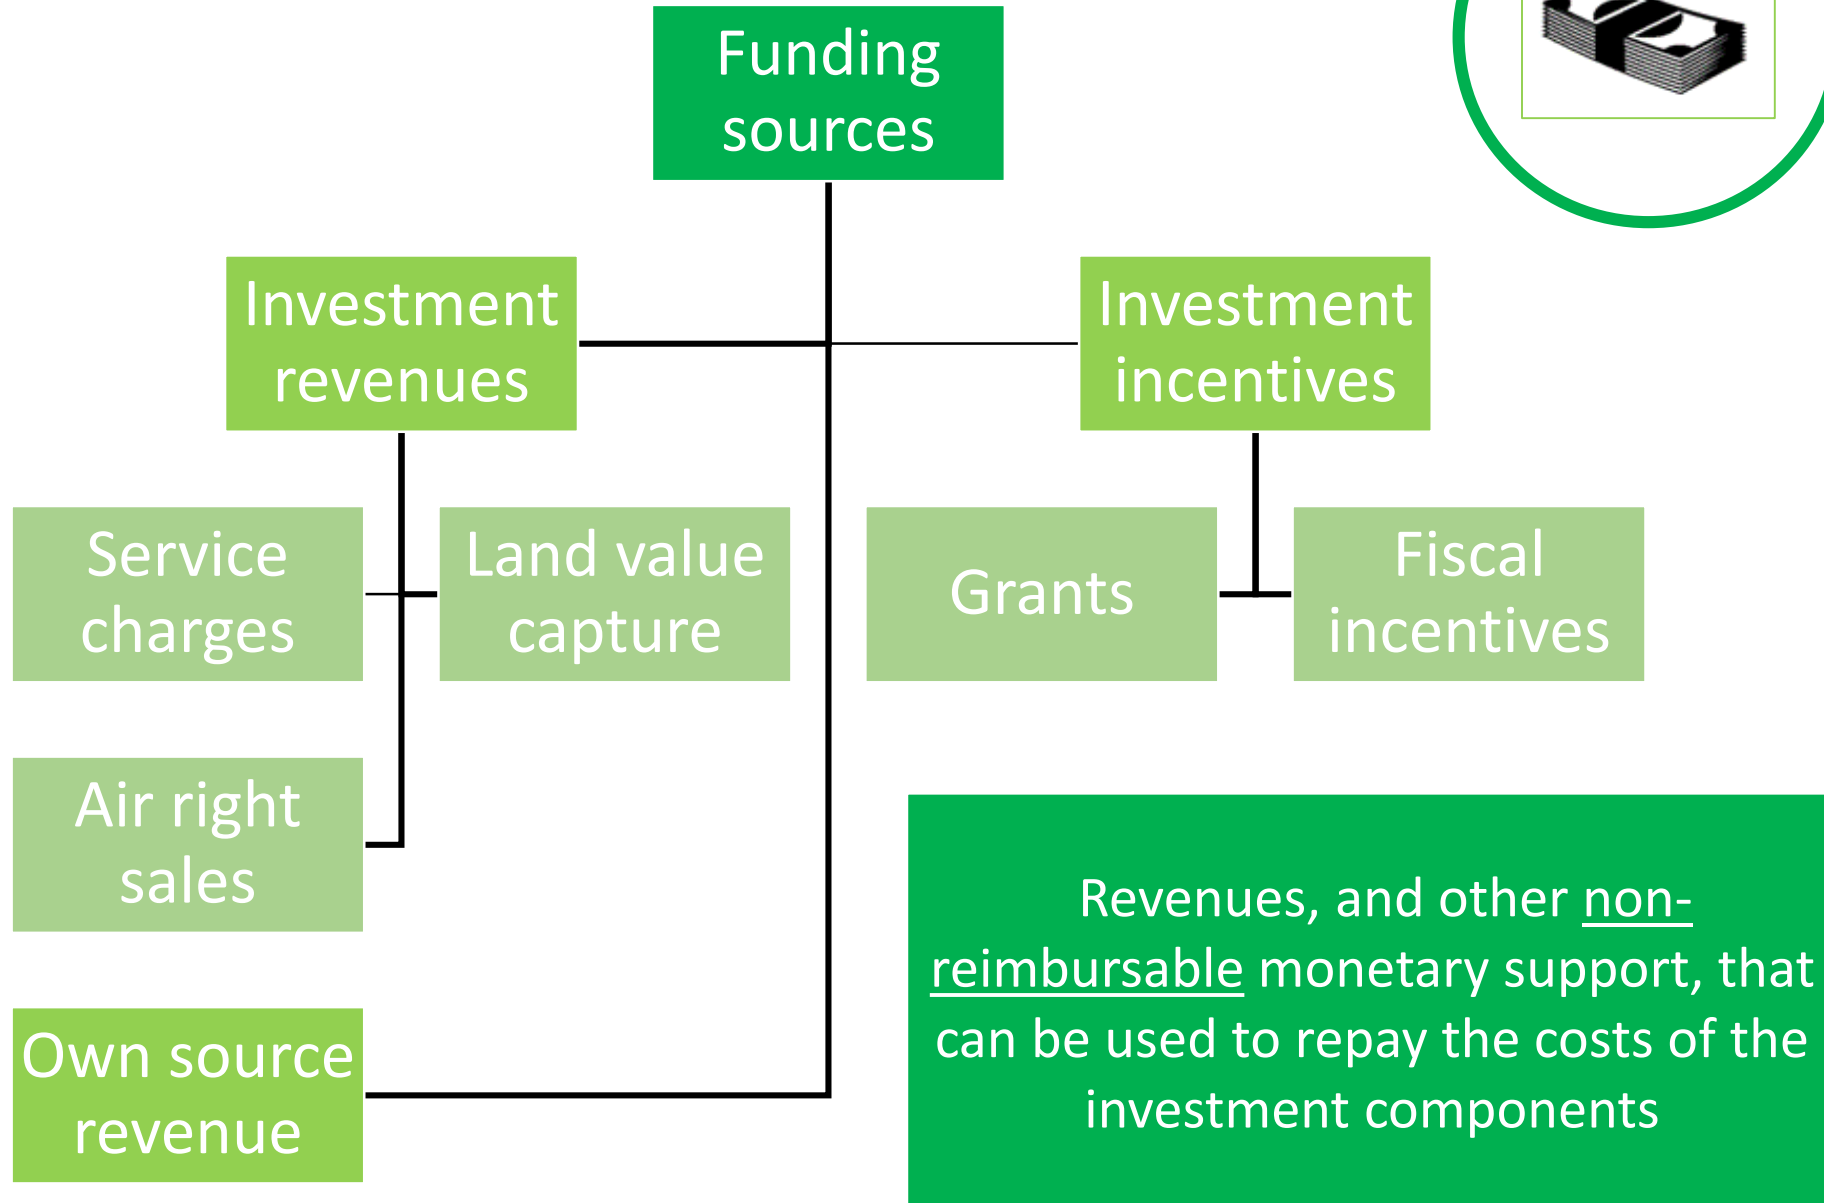 Funding
sources
Investment
revenues
Investment
incentives
Service
charges
Land value
capture
Grants
Fiscal
incentives
Air right
sales
Own source
revenue
Revenues, and other non-
reimbursable monetary support, that
can be used to repay the costs of the
investment components